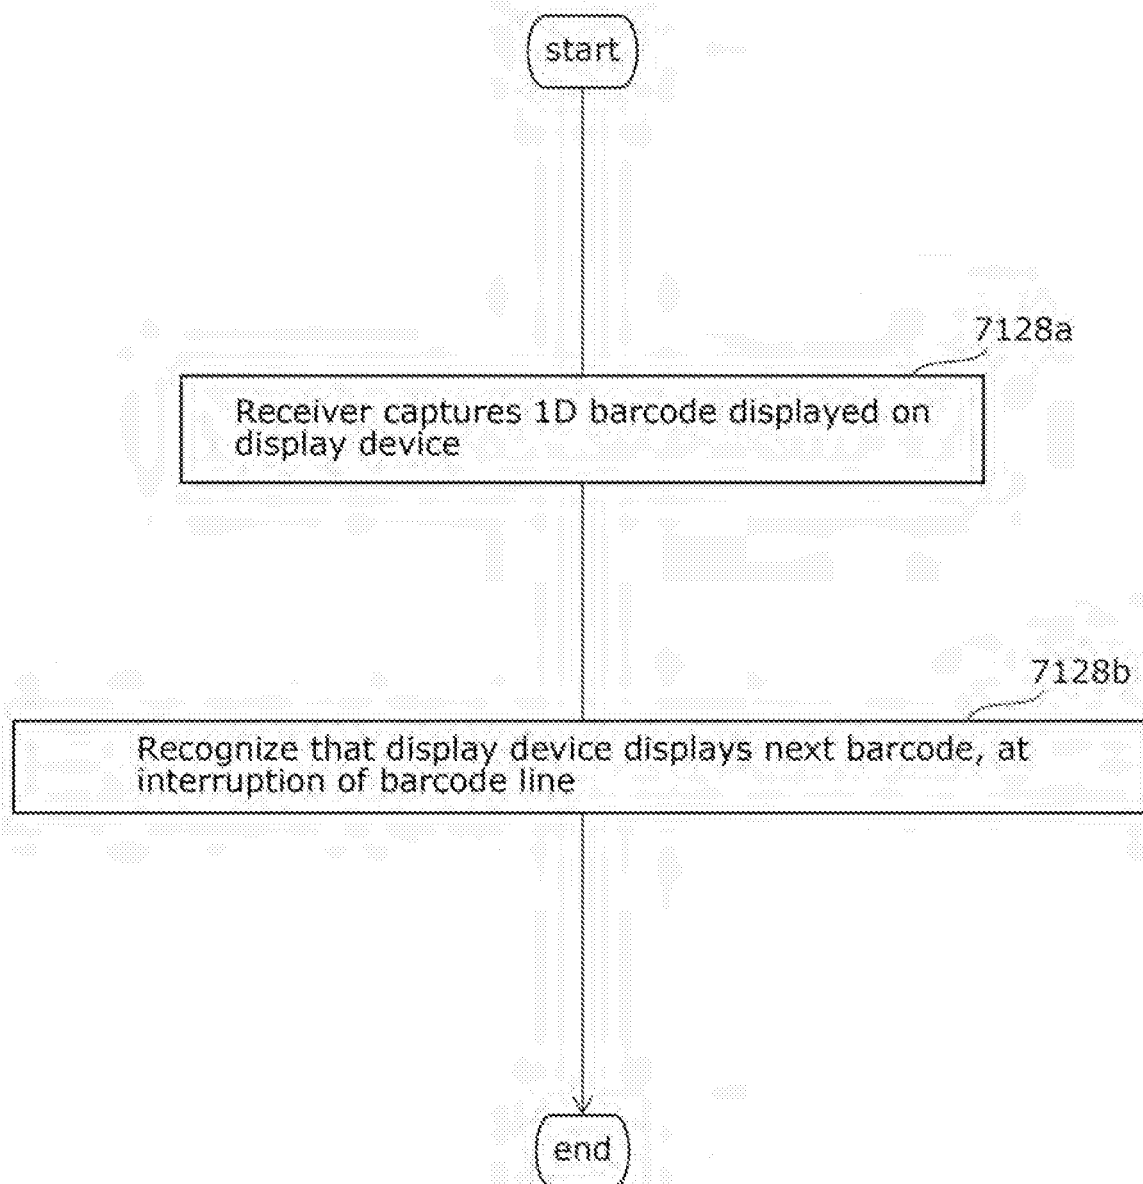 start
7128a
Receiver captures 1D barcode displayed on
display device
7128b
Recognize that display device displays next barcode, at
interruption of barcode line
end